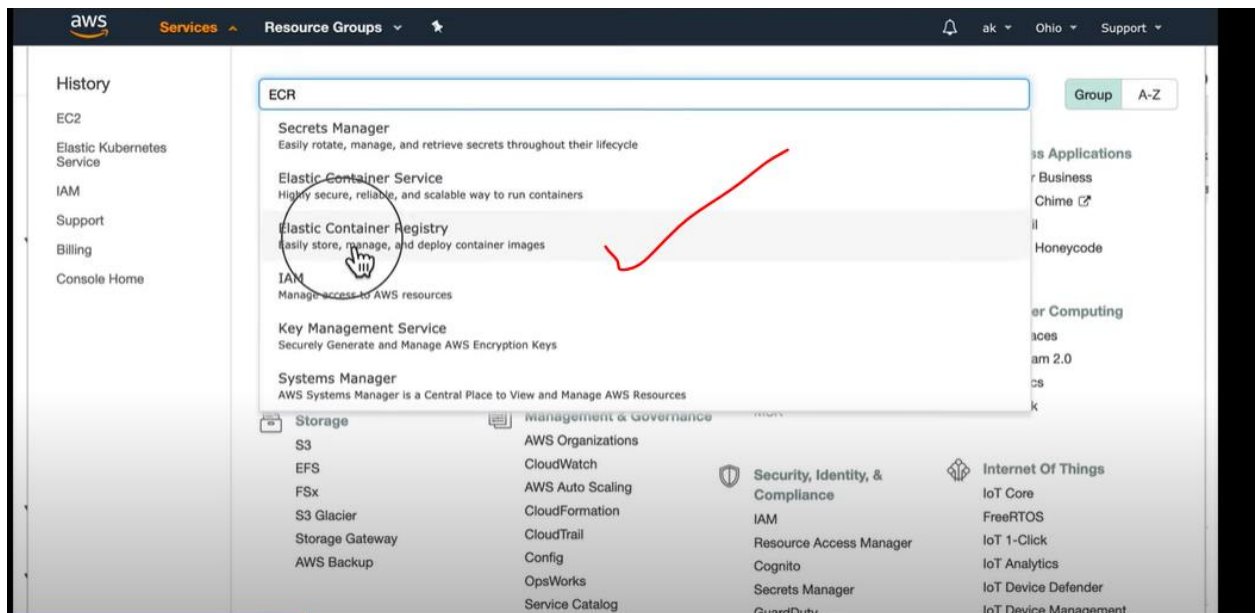 aws
Services
Resource Groups
ak
Ohio
Support
History
EC2
Elastic Kubernetes
Service
IAM
Support
Billing
Console Home
ECR
Group
A-Z
Secrets Manager
Easily rotate, manage, and retrieve secrets throughout their lifecycle
Elastic Container Service
Highly secure, reliable, and scalable way to run containers
Elastic Container Registry
Easily store, manage, and deploy container images
IAM
Manage access to AWS resources
Key Management Service
Securely Generate and Manage AWS Encryption Keys
Systems Manager
AWS Systems Manager is a Central Place to View and Manage AWS Resources
Applications
Business
Chime
Honeycode
Computing
2.0
Storage
S3
EFS
FSx
S3 Glacier
Storage Gateway
AWS Backup
Management & Governance
AWS Organizations
CloudWatch
AWS Auto Scaling
CloudFormation
CloudTrail
Config
OpsWorks
Service Catalog
Security, Identity, &
Compliance
IAM
Resource Access Manager
Cognito
Secrets Manager
GuardDuty
Internet Of Things
IoT Core
FreeRTOS
IoT 1-Click
IoT Analytics
IoT Device Defender
IoT Device Management